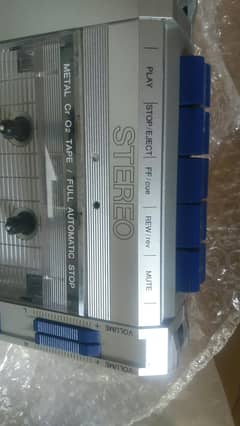 PLAY
STOP/EJECT
FF/cue
REW/rev
MUTE
STEREO
METAL Cr O2 TAPE / FULL AUTOMATIC STOP
VOLUME
VOLUME
L